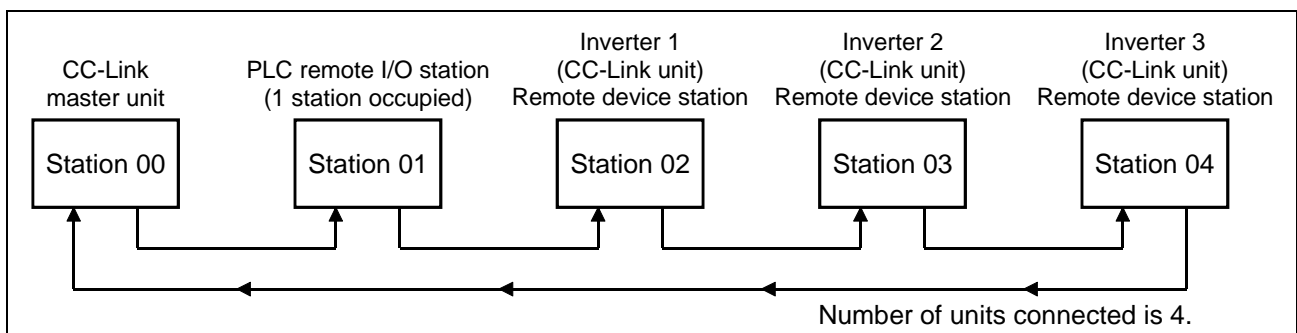 CC-Link
master unit
PLC remote I/O station
(1 station occupied)
Inverter 1
(CC-Link unit)
Remote device station
Inverter 2
(CC-Link unit)
Remote device station
Inverter 3
(CC-Link unit)
Remote device station
Station 00
Station 01
Station 02
Station 03
Station 04
Number of units connected is 4.